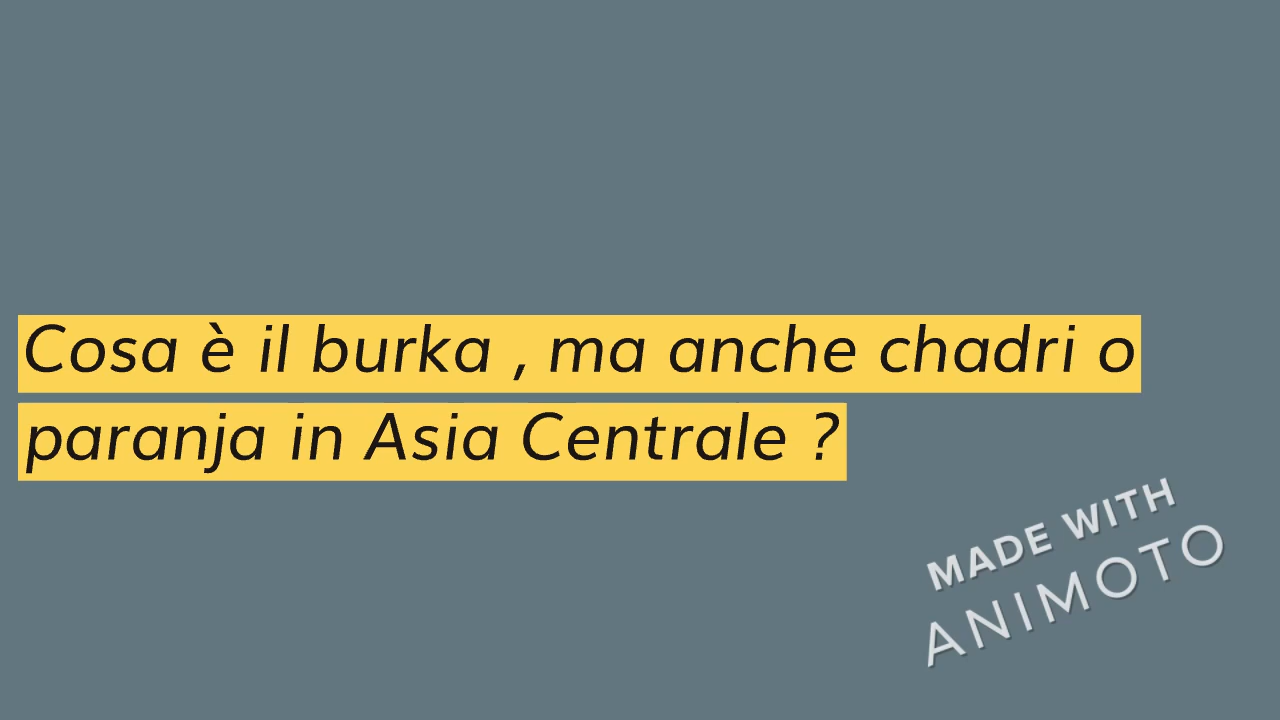 Cosa è il burka , ma anche chadri o
paranja in Asia Centrale ?
MADE WITH
ANIMOTO